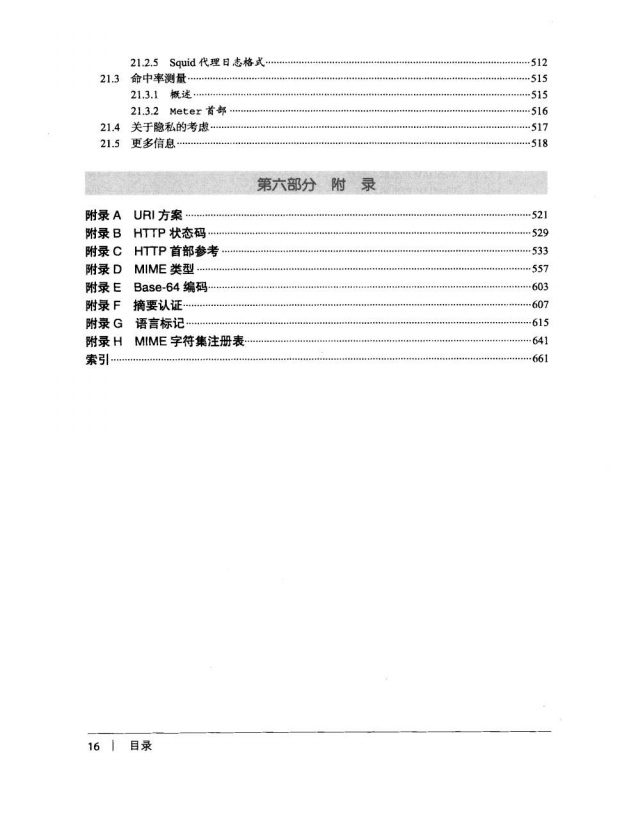 21.2.5 Squid 代理日志格式……512
21.3 命中率测量……515
21.3.1 概述……515
21.3.2 Meter 首部……516
21.4 关于隐私的考虑……517
21.5 更多信息……518
第六部分 附 录
附录 A URI 方案……521
附录 B HTTP 状态码……529
附录 C HTTP 首部参考……533
附录 D MIME 类型……557
附录 E Base-64 编码……603
附录 F 摘要认证……607
附录 G 语言标记……615
附录 H MIME 字符集注册表……641
索引……661
16 | 目录